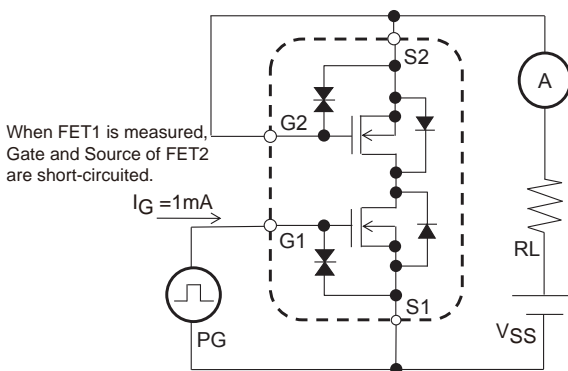 S2
A
When FET1 is measured,
Gate and Source of FET2
are short-circuited.
G2
IG =1mA
G1
RL
S1
VSS
PG